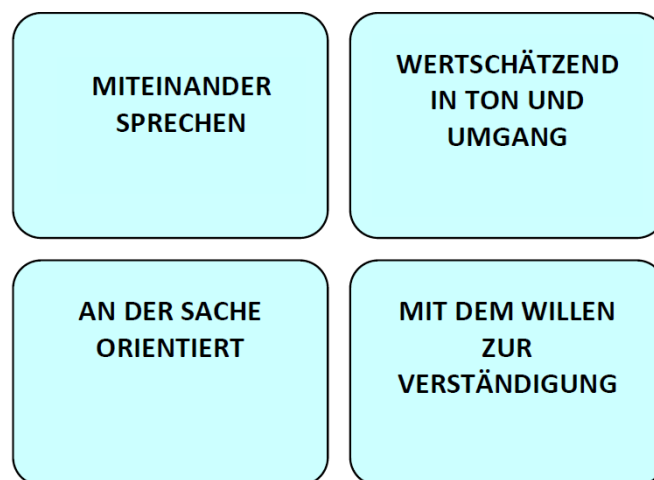 MITEINANDER
SPRECHEN
WERTSCHÄTZEND
IN TON UND
UMGANG
AN DER SACHE
ORIENTIERT
MIT DEM WILLEN
ZUR
VERSTÄNDIGUNG